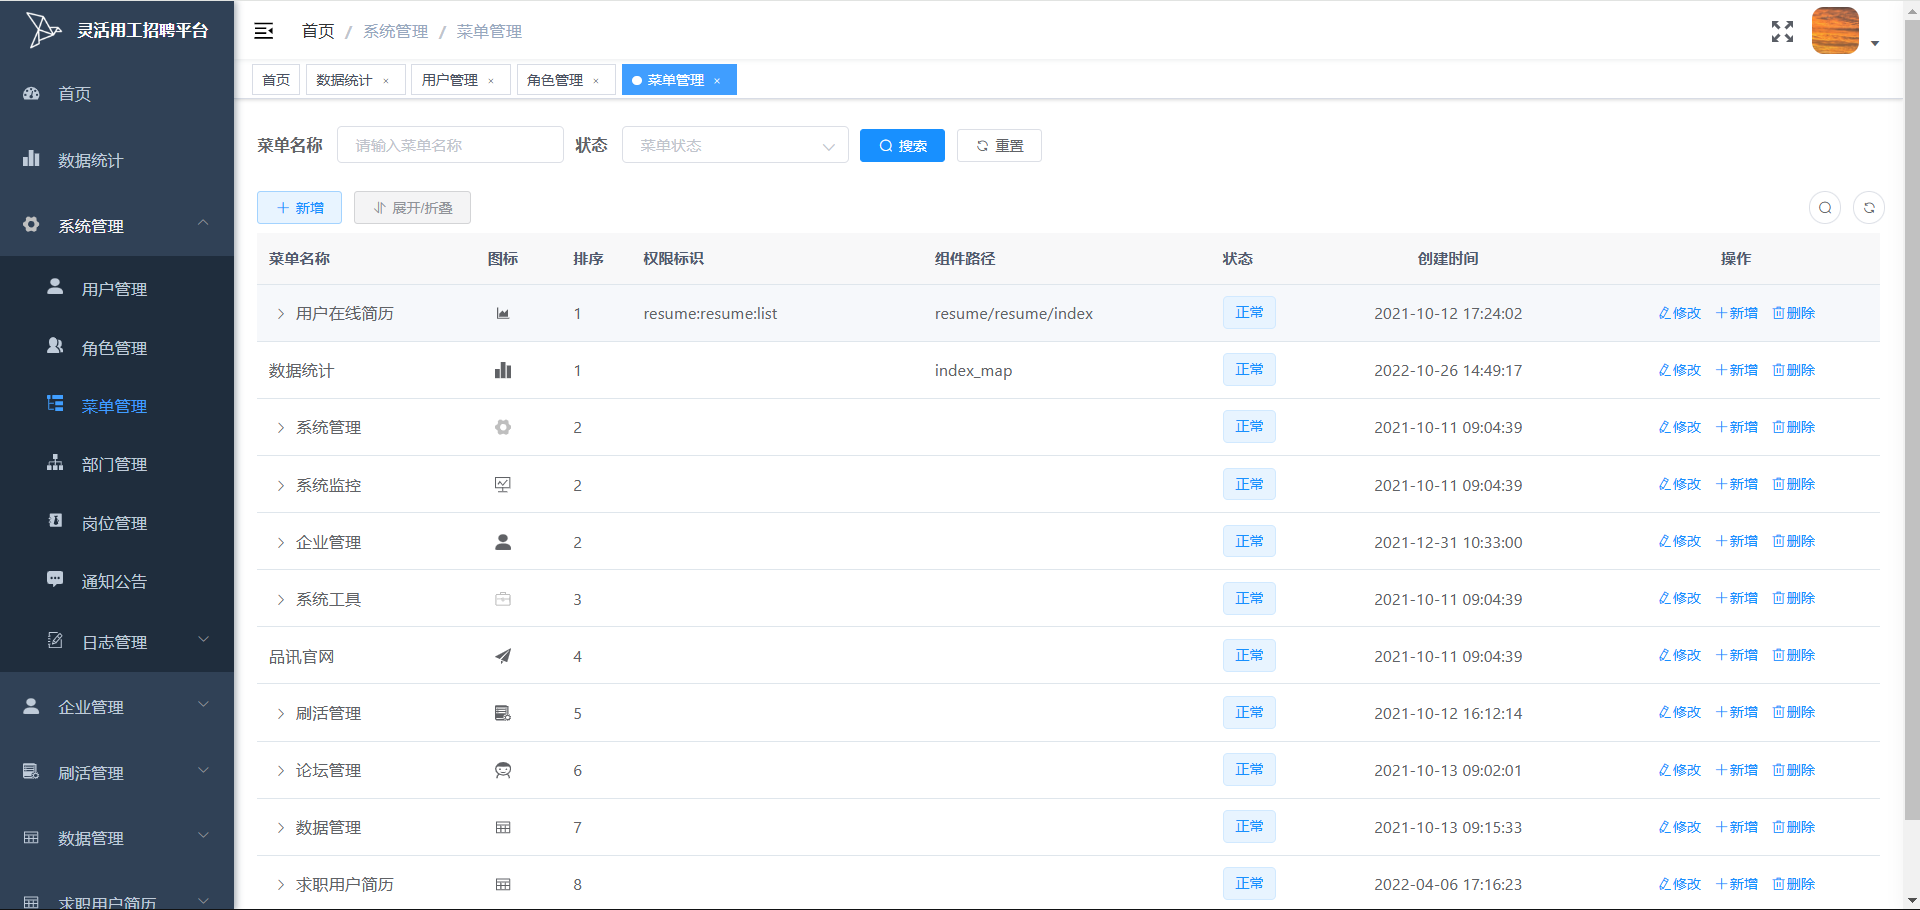 灵活用工招聘平台
首页 / 系统管理 / 菜单管理
首页 数据统计 × 用户管理 × 角色管理 × 菜单管理 ×
首页
数据统计
系统管理
用户管理
角色管理
菜单管理
部门管理
岗位管理
通知公告
日志管理
企业管理
刷活管理
数据管理
求职用户简历
菜单名称 请输入菜单名称 状态 菜单状态 搜索 重置
新增 展开/折叠
菜单名称 图标 排序 权限标识 组件路径 状态 创建时间 操作
用户在线简历 1 resume:resume:list resume/resume/index 正常 2021-10-12 17:24:02 修改 新增 删除
数据统计 1 index_map 正常 2022-10-26 14:49:17 修改 新增 删除
系统管理 2 正常 2021-10-11 09:04:39 修改 新增 删除
系统监控 2 正常 2021-10-11 09:04:39 修改 新增 删除
企业管理 2 正常 2021-12-31 10:33:00 修改 新增 删除
系统工具 3 正常 2021-10-11 09:04:39 修改 新增 删除
品讯官网 4 正常 2021-10-11 09:04:39 修改 新增 删除
刷活管理 5 正常 2021-10-12 16:12:14 修改 新增 删除
论坛管理 6 正常 2021-10-13 09:02:01 修改 新增 删除
数据管理 7 正常 2021-10-13 09:15:33 修改 新增 删除
求职用户简历 8 正常 2022-04-06 17:16:23 修改 新增 删除